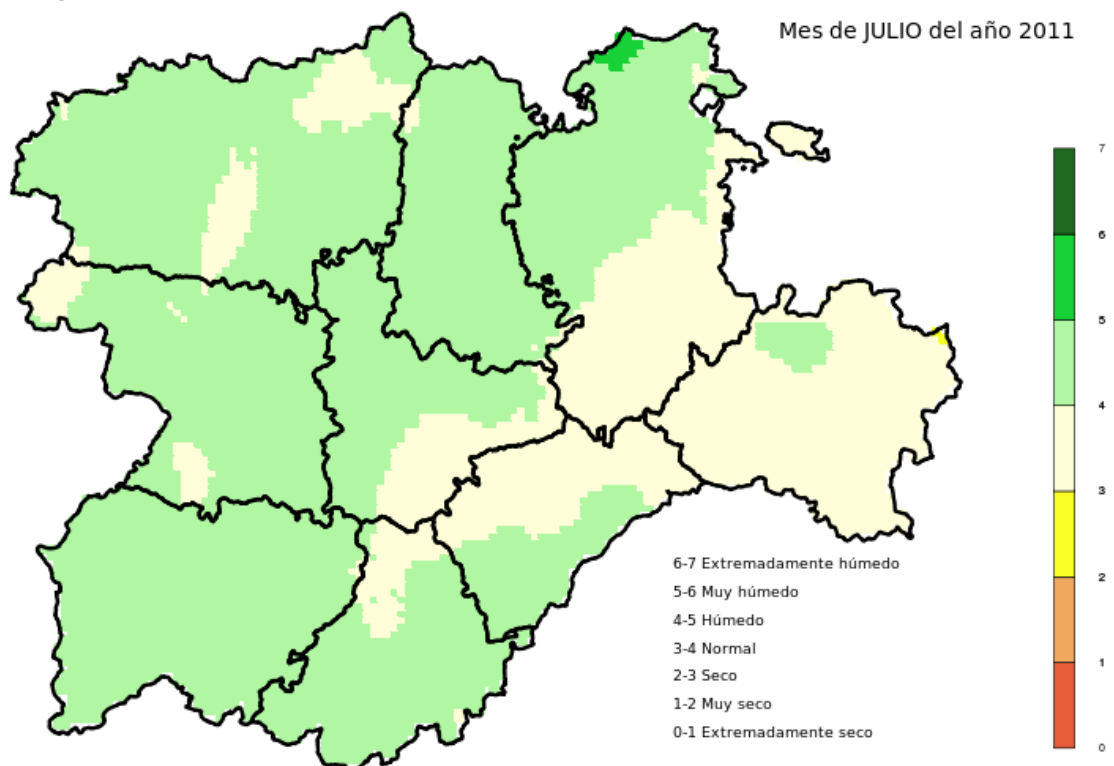 Mes de JULIO del año 2011
7
6
5
4
3
2
1
0
6-7 Extremadamente húmedo
5-6 Muy húmedo
4-5 Húmedo
3-4 Normal
2-3 Seco
1-2 Muy seco
0-1 Extremadamente seco